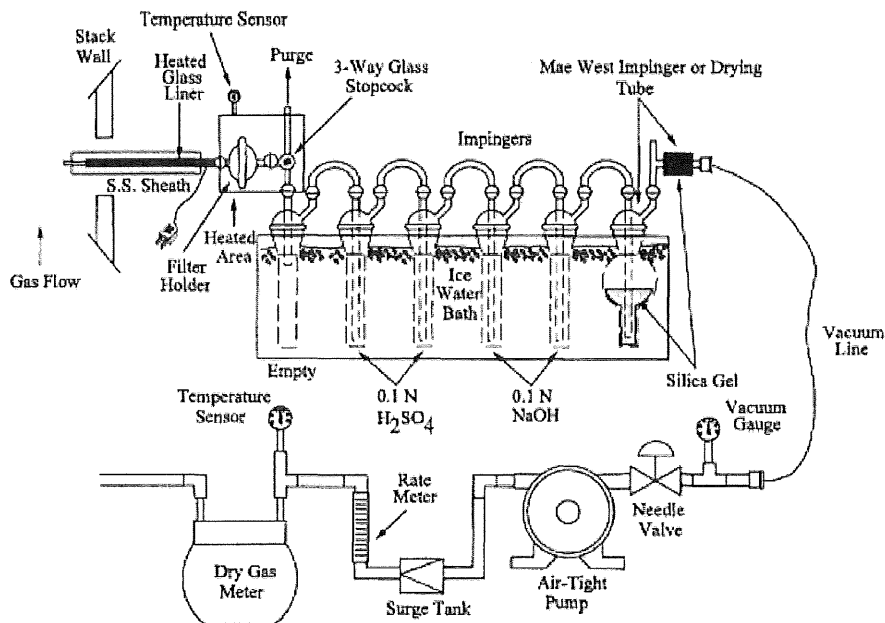 Temperature Sensor
Stack
Wall
Heated
Glass
Liner
Purge
3-Way Glass
Stopcock
Mae West Impinger or Drying
Tube
Impingers
S.S. Sheath
Heated
Area
Filter
Holder
Gas Flow
Ice
Water
Bath
Empty
0.1 N
H2SO4
0.1 N
NaOH
Silica Gel
Vacuum
Line
Temperature
Sensor
Vacuum
Gauge
Rate
Meter
Needle
Valve
Dry Gas
Meter
Surge Tank
Air-Tight
Pump